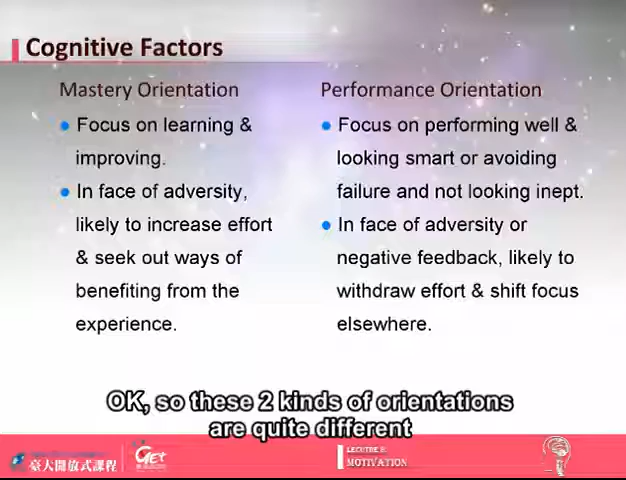 Cognitive Factors
Mastery Orientation
Focus on learning &
improving.
In face of adversity,
likely to increase effort
& seek out ways of
benefiting from the
experience.
Performance Orientation
Focus on performing well &
looking smart or avoiding
failure and not looking inept.
In face of adversity or
negative feedback, likely to
withdraw effort & shift focus
elsewhere.
OK, so these 2 kinds of orientations
are quite different
臺大開放式課程
GET
MOTIVATION